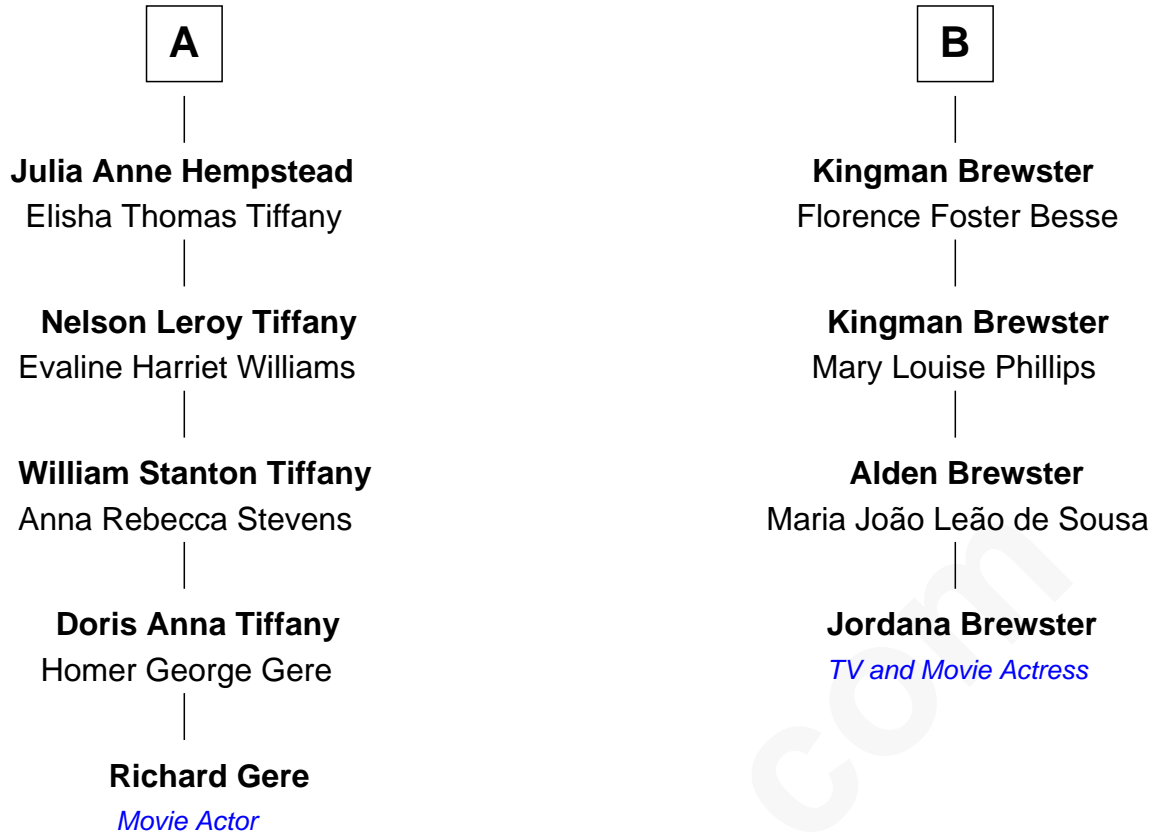 A
Julia Anne Hempstead
Elisha Thomas Tiffany
Nelson Leroy Tiffany
Evaline Harriet Williams
William Stanton Tiffany
Anna Rebecca Stevens
Doris Anna Tiffany
Homer George Gere
Richard Gere
Movie Actor
B
Kingman Brewster
Florence Foster Besse
Kingman Brewster
Mary Louise Phillips
Alden Brewster
Maria João Leão de Sousa
Jordana Brewster
TV and Movie Actress
com